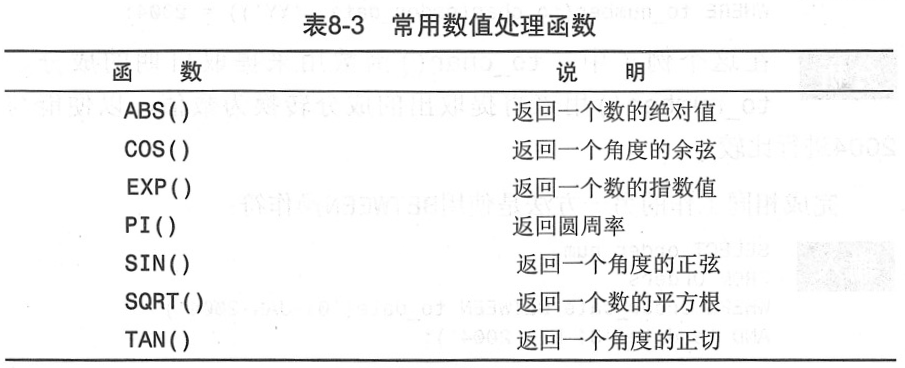 表8-3 常用数值处理函数
函 数 说 明
ABS() 返回一个数的绝对值
COS() 返回一个角度的余弦
EXP() 返回一个数的指数值
PI() 返回圆周率
SIN() 返回一个角度的正弦
SQRT() 返回一个数的平方根
TAN() 返回一个角度的正切